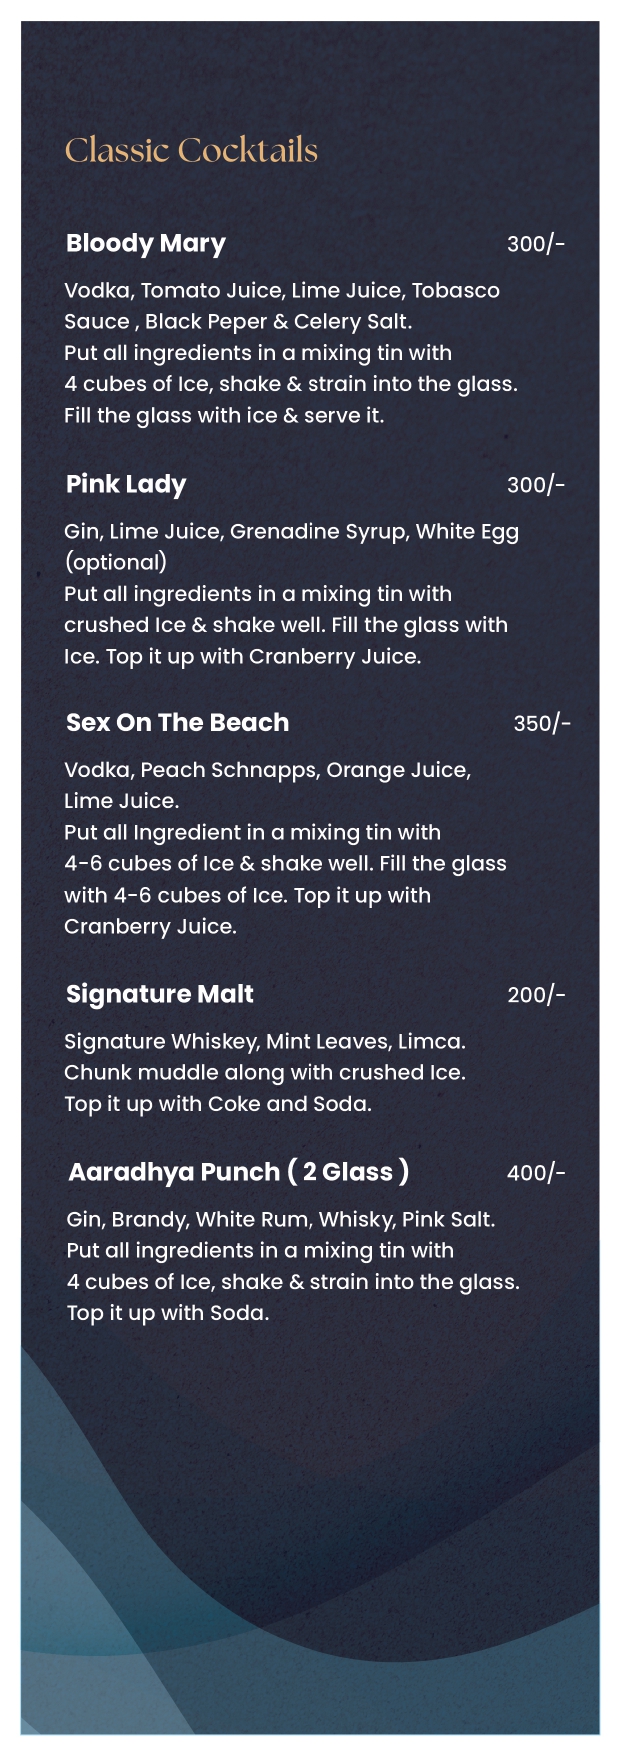 Classic Cocktails
Bloody Mary 300/-
Vodka, Tomato Juice, Lime Juice, Tobasco
Sauce , Black Peper & Celery Salt.
Put all ingredients in a mixing tin with
4 cubes of Ice, shake & strain into the glass.
Fill the glass with ice & serve it.
Pink Lady 300/-
Gin, Lime Juice, Grenadine Syrup, White Egg
(optional)
Put all ingredients in a mixing tin with
crushed Ice & shake well. Fill the glass with
Ice. Top it up with Cranberry Juice.
Sex On The Beach 350/-
Vodka, Peach Schnapps, Orange Juice,
Lime Juice.
Put all Ingredient in a mixing tin with
4-6 cubes of Ice & shake well. Fill the glass
with 4-6 cubes of Ice. Top it up with
Cranberry Juice.
Signature Malt 200/-
Signature Whiskey, Mint Leaves, Limca.
Chunk muddle along with crushed Ice.
Top it up with Coke and Soda.
Aaradhya Punch ( 2 Glass ) 400/-
Gin, Brandy, White Rum, Whisky, Pink Salt.
Put all ingredients in a mixing tin with
4 cubes of Ice, shake & strain into the glass.
Top it up with Soda.